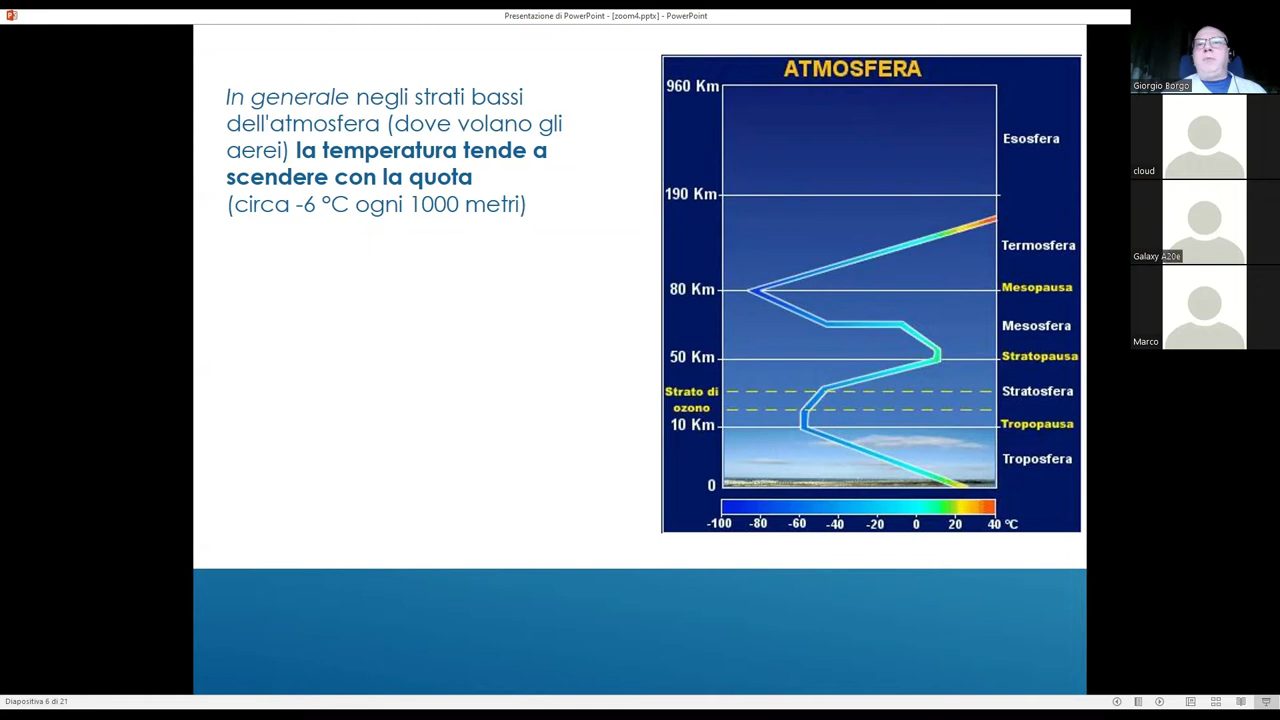 Presentazione di PowerPoint - [zoom4.pptx] - PowerPoint
In generale negli strati bassi
dell'atmosfera (dove volano gli
aerei) la temperatura tende a
scendere con la quota
(circa -6 °C ogni 1000 metri)
ATMOSFERA
960 Km
Esosfera
190 Km
Termosfera
80 Km
Mesopausa
Mesosfera
50 Km
Stratopausa
Strato di
ozono
Stratosfera
10 Km
Tropopausa
Troposfera
0
-100 -80 -60 -40 -20 0 20 40 °C
Giorgio Borgo
cloud
Galaxy A20e
Marco
Diapositiva 6 di 21